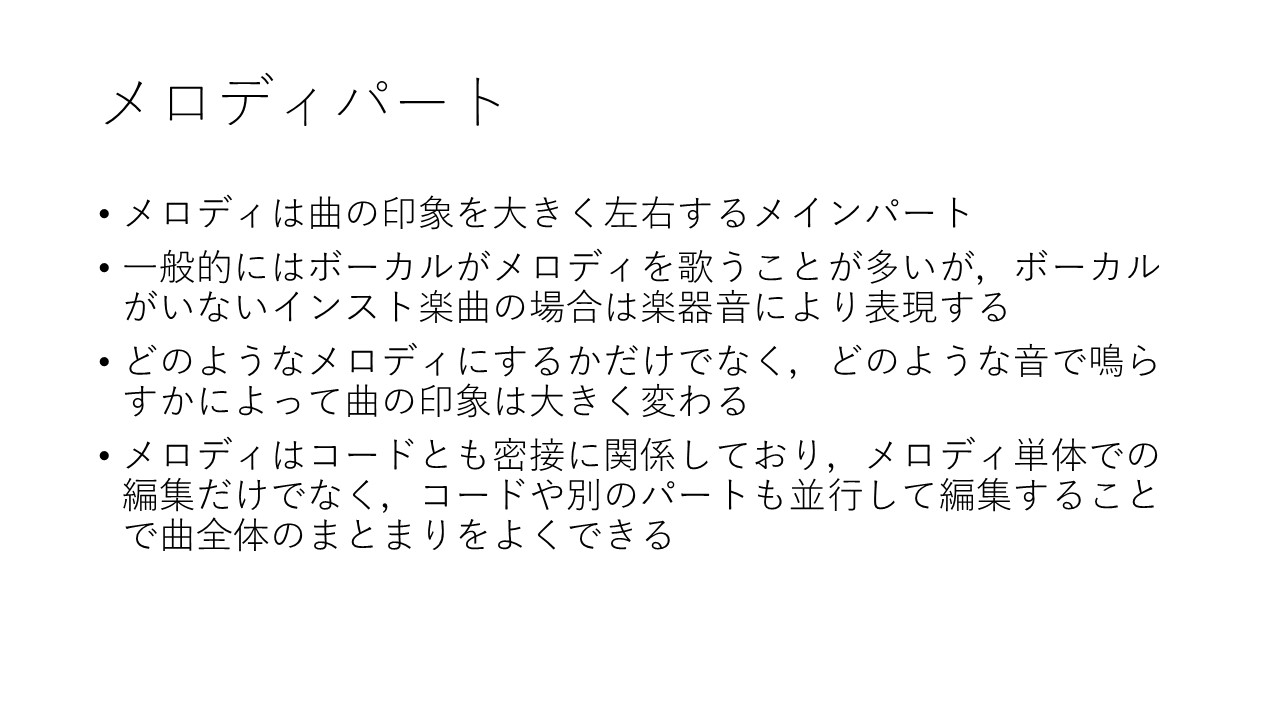 メロディパート
• メロディは曲の印象を大きく左右するメインパート
• 一般的にはボーカルがメロディを歌うことが多いが，ボーカル
がいないインスト楽曲の場合は楽器音により表現する
• どのようなメロディにするかだけでなく，どのような音で鳴ら
すかによって曲の印象は大きく変わる
• メロディはコードとも密接に関係しており，メロディ単体での
編集だけでなく，コードや別のパートも並行して編集すること
で曲全体のまとまりをよくできる